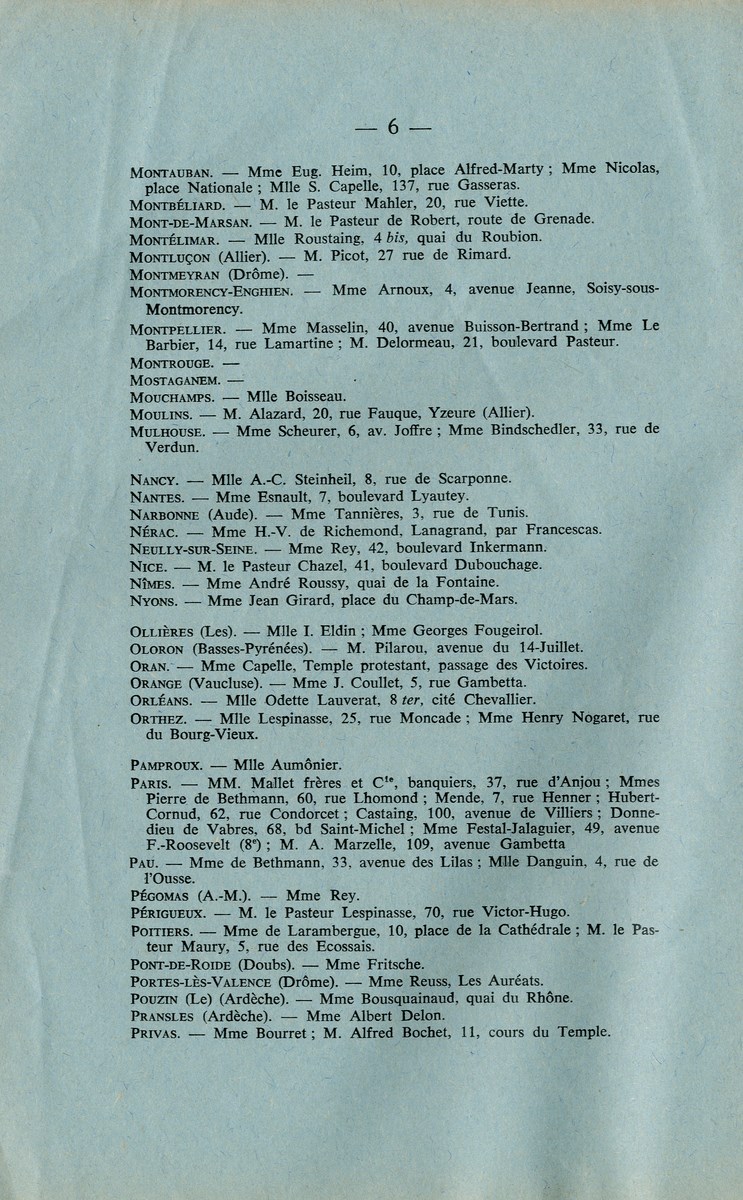 — 6 —
MONTAUBAN. — Mme Eug. Heim, 10, place Alfred-Marty ; Mme Nicolas,
place Nationale ; Mlle S. Capelle, 137, rue Gasseras.
MONTBÉLIARD. — M. le Pasteur Mahler, 20, rue Viette.
MONT-DE-MARSAN. — M. le Pasteur de Robert, route de Grenade.
MONTÉLIMAR. — Mlle Roustaing, 4 bis, quai du Roubion.
MONTLUÇON (Allier). — M. Picot, 27 rue de Rimard.
MONTMEYRAN (Drôme). —
MONTMORENCY-ENGHIEN. — Mme Arnoux, 4, avenue Jeanne, Soisy-sous-
Montmorency.
MONTPELLIER. — Mme Masselin, 40, avenue Buisson-Bertrand ; Mme Le
Barbier, 14, rue Lamartine ; M. Delormeau, 21, boulevard Pasteur.
MONTROUGE. —
MOSTAGANEM. —
MOUCHAMPS. — Mlle Boisseau.
MOULINS. — M. Alazard, 20, rue Fauque, Yzeure (Allier).
MULHOUSE. — Mme Scheurer, 6, av. Joffre ; Mme Bindschedler, 33, rue de
Verdun.
NANCY. — Mlle A.-C. Steinheil, 8, rue de Scarponne.
NANTES. — Mme Esnault, 7, boulevard Lyautey.
NARBONNE (Aude). — Mme Tannières, 3, rue de Tunis.
NÉRAC. — Mme H.-V. de Richemond, Lanagrand, par Francescas.
NEUILLY-SUR-SEINE. — Mme Rey, 42, boulevard Inkermann.
NICE. — M. le Pasteur Chazel, 41, boulevard Dubouchage.
NÎMES. — Mme André Roussy, quai de la Fontaine.
NYONS. — Mme Jean Girard, place du Champ-de-Mars.
OLLIÈRES (Les). — Mlle I. Eldin ; Mme Georges Fougeirol.
OLORON (Basses-Pyrénées). — M. Pilarou, avenue du 14-Juillet.
ORAN. — Mme Capelle, Temple protestant, passage des Victoires.
ORANGE (Vaucluse). — Mme J. Coullet, 5, rue Gambetta.
ORLÉANS. — Mlle Odette Lauverat, 8 ter, cité Chevallier.
ORTHEZ. — Mlle Lespinasse, 25, rue Moncade ; Mme Henry Nogaret, rue
du Bourg-Vieux.
PAMPROUX. — Mlle Aumônier.
PARIS. — MM. Mallet frères et Cie, banquiers, 37, rue d'Anjou ; Mmes
Pierre de Bethmann, 60, rue Lhomond ; Mende, 7, rue Henner ; Hubert-
Cornud, 62, rue Condorcet ; Castaing, 100, avenue de Villiers ; Donne-
dieu de Vabres, 68, bd Saint-Michel ; Mme Festal-Jalaguier, 49, avenue
F.-Roosevelt (8e) ; M. A. Marzelle, 109, avenue Gambetta
PAU. — Mme de Bethmann, 33, avenue des Lilas ; Mlle Danguin, 4, rue de
l'Ousse.
PÉGOMAS (A.-M.). — Mme Rey.
PÉRIGUEUX. — M. le Pasteur Lespinasse, 70, rue Victor-Hugo.
POITIERS. — Mme de Larambergue, 10, place de la Cathédrale ; M. le Pas-
teur Maury, 5, rue des Ecossais.
PONT-DE-ROIDE (Doubs). — Mme Fritsche.
PORTES-LÈS-VALENCE (Drôme). — Mme Reuss, Les Auréats.
POUZIN (Le) (Ardèche). — Mme Bousquainaud, quai du Rhône.
PRANSLES (Ardèche). — Mme Albert Delon.
PRIVAS. — Mme Bourret ; M. Alfred Bochet, 11, cours du Temple.